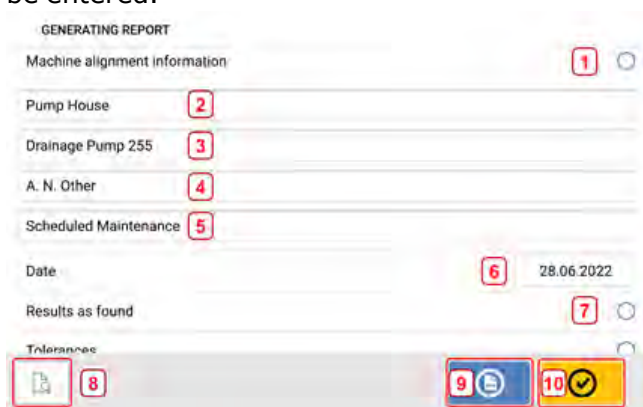 be entered:
GENERATING REPORT
Machine alignment information 1
Pump House 2
Drainage Pump 255 3
A. N. Other 4
Scheduled Maintenance 5
Date 6 28.06.2022
Results as found 7
Tolerances
8 9 10